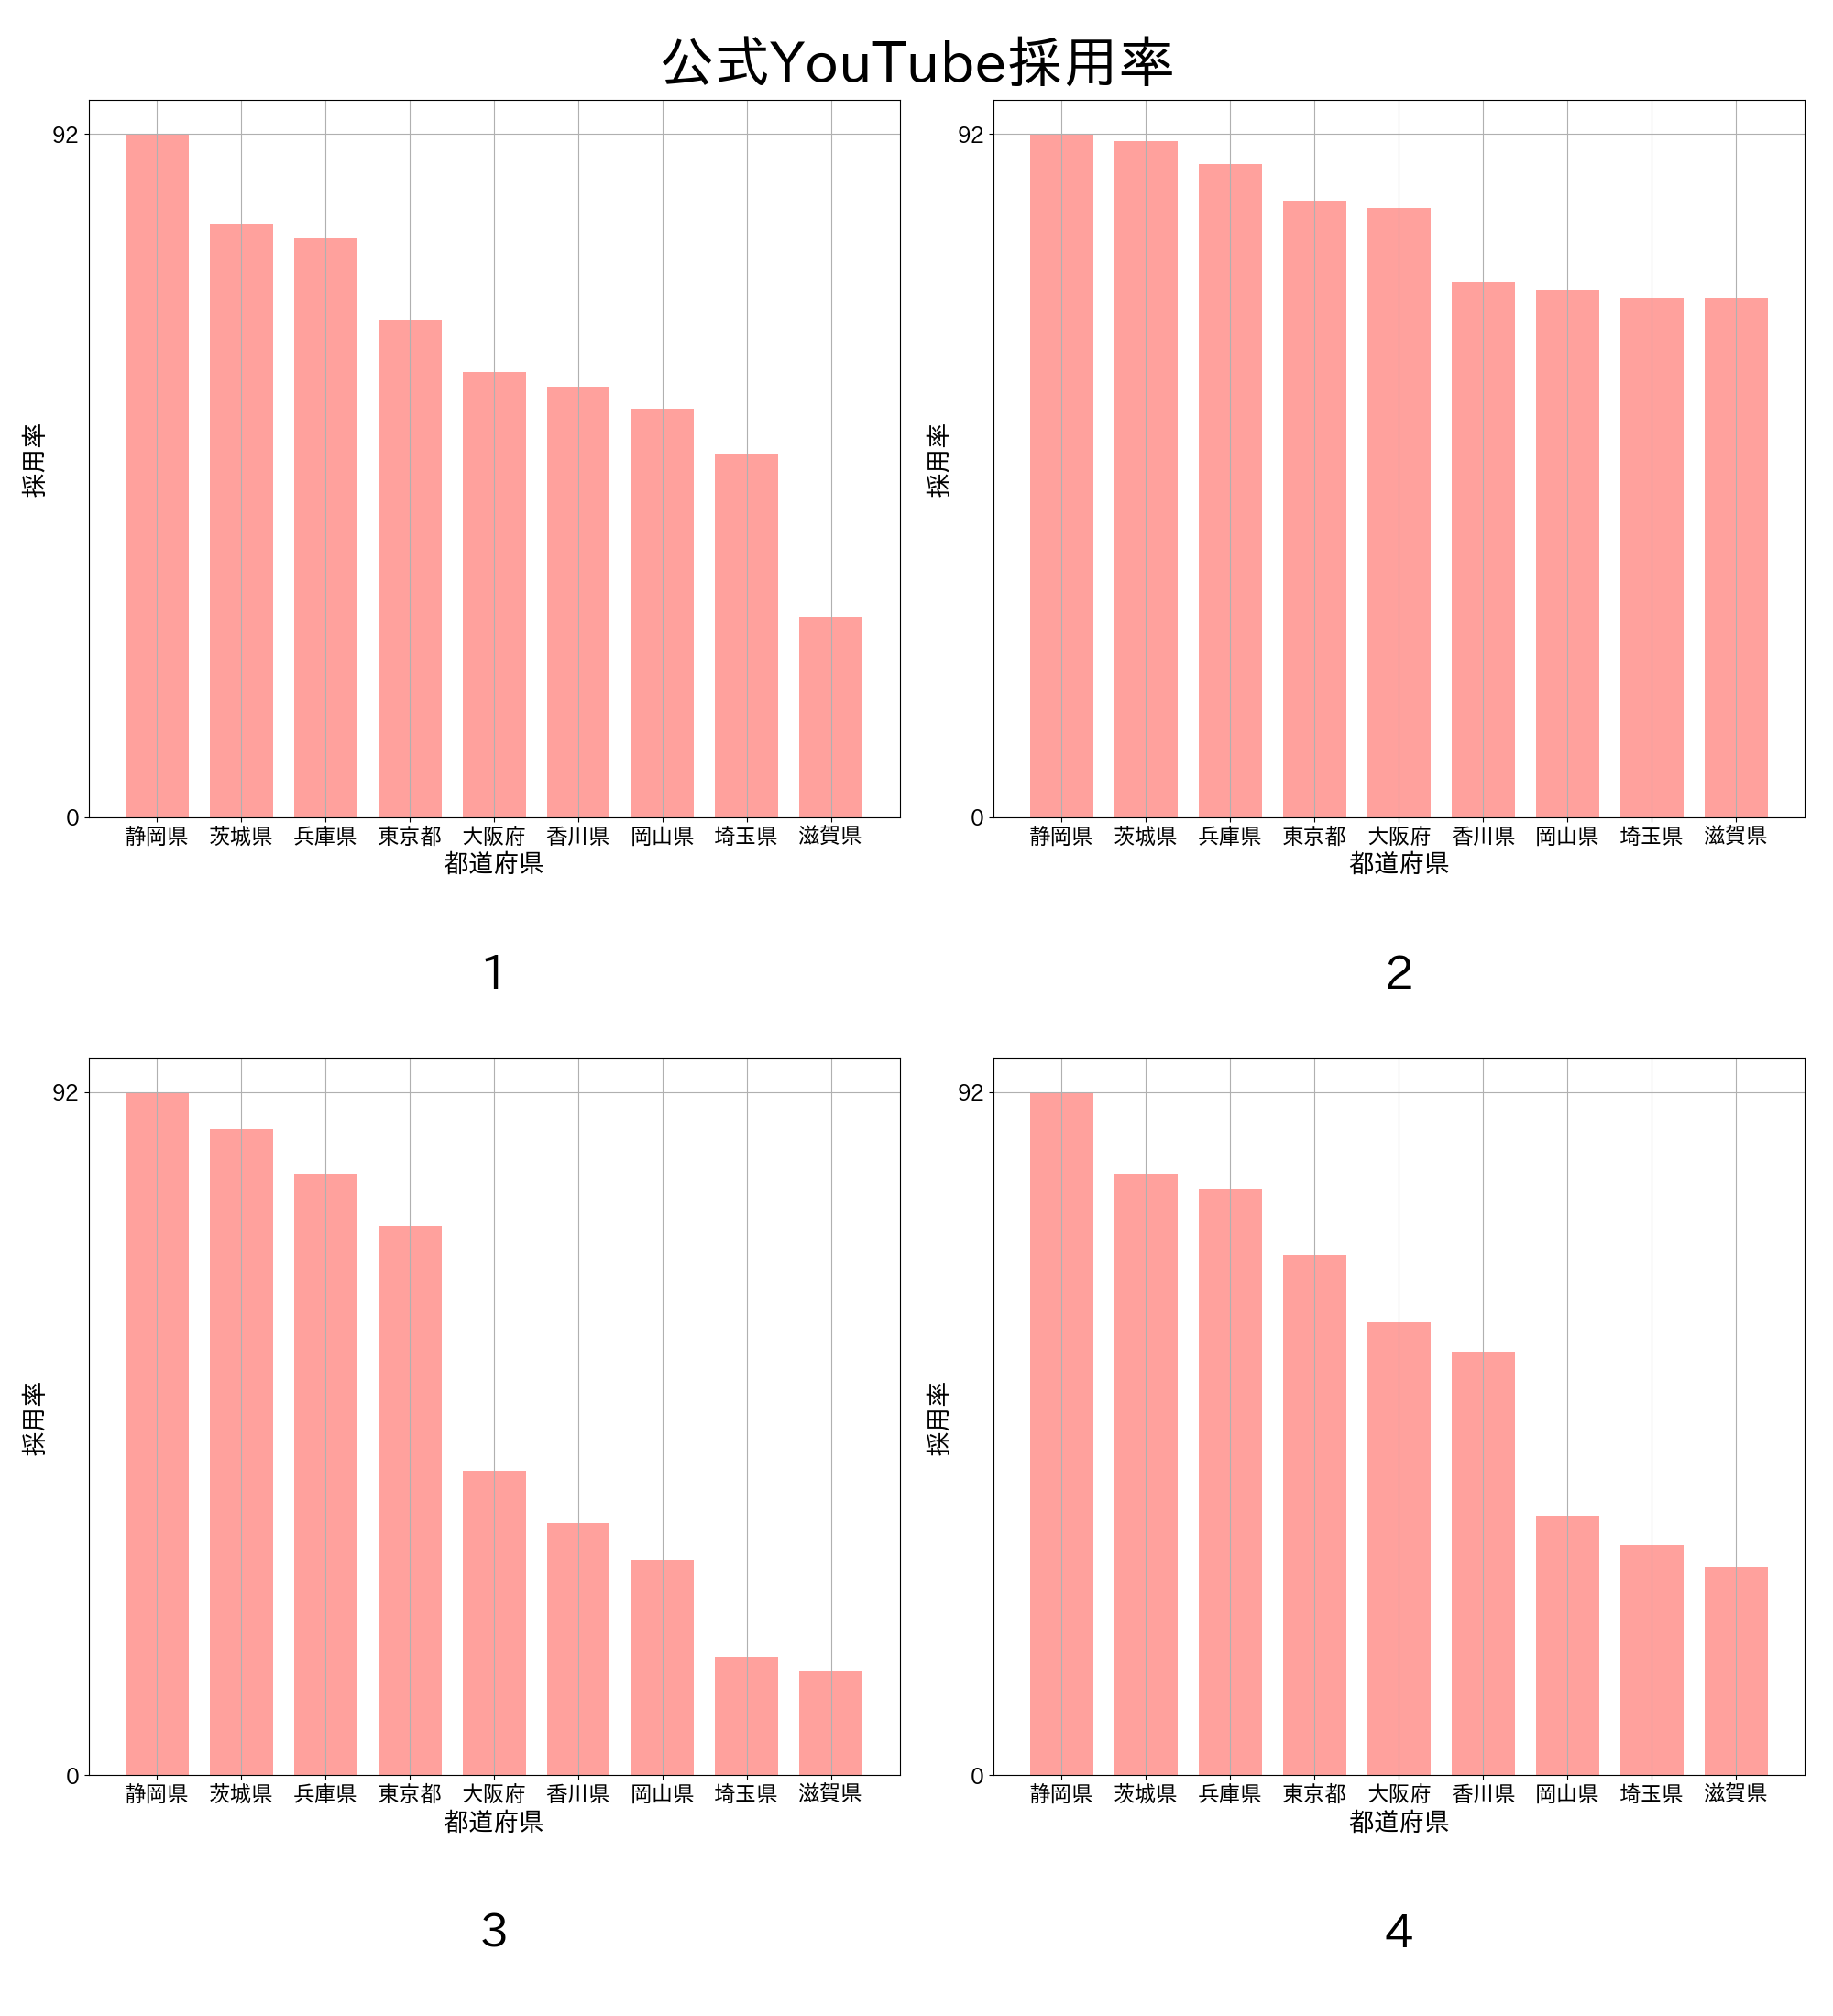 公式YouTube採用率
92
0
採用率
静岡県 茨城県 兵庫県 東京都 大阪府 香川県 岡山県 埼玉県 滋賀県
都道府県
1
92
0
採用率
静岡県 茨城県 兵庫県 東京都 大阪府 香川県 岡山県 埼玉県 滋賀県
都道府県
2
92
0
採用率
静岡県 茨城県 兵庫県 東京都 大阪府 香川県 岡山県 埼玉県 滋賀県
都道府県
3
92
0
採用率
静岡県 茨城県 兵庫県 東京都 大阪府 香川県 岡山県 埼玉県 滋賀県
都道府県
4